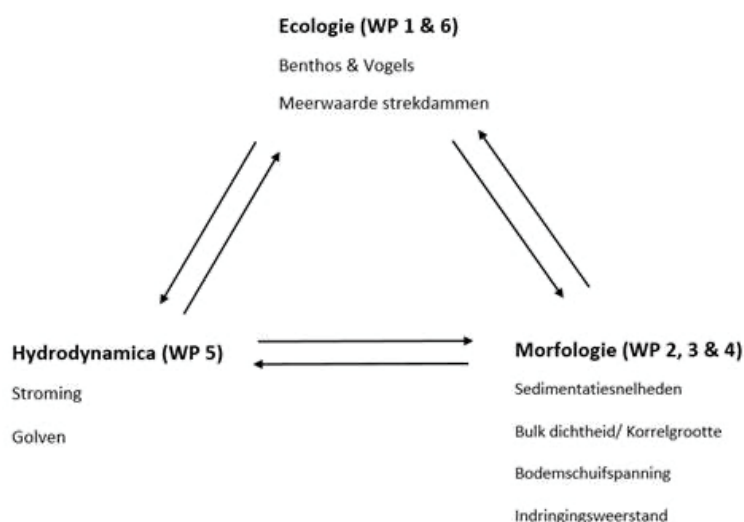 Ecologie (WP 1 & 6)
Benthos & Vogels
Meerwaarde strekdammen
Hydrodynamica (WP 5)
Stroming
Golven
Morfologie (WP 2, 3 & 4)
Sedimentatiesnelheden
Bulk dichtheid/ Korrelgrootte
Bodemschuifspanning
Indringingsweerstand